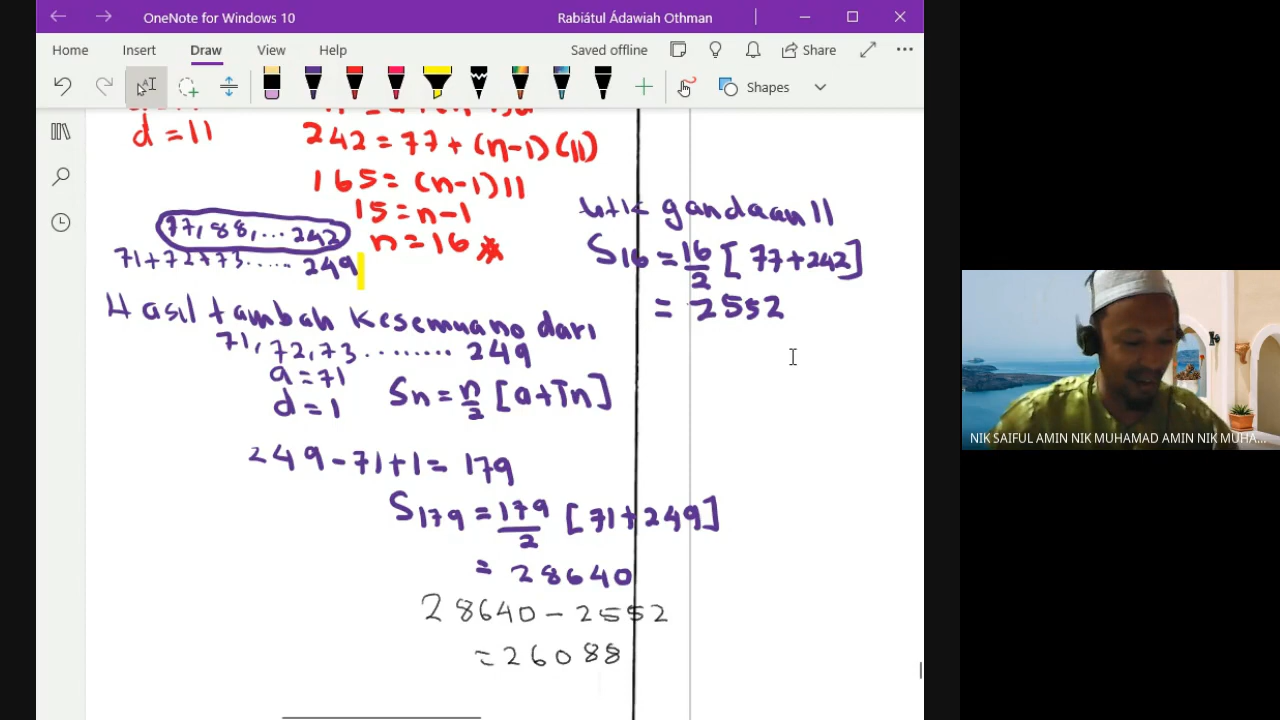 OneNote for Windows 10
Rabiátul Ádawiah Othman
Home Insert Draw View Help
Saved offline Share
Shapes
d = 11
242 = 77 + (n-1)(11)
165 = (n-1)11
15 = n-1
n = 16
77, 88, ... 242
71+72+73...... 249
Hasil tambah kesemuano dari
71, 72, 73 ......... 249
a = 71
d = 1
Sn = n/2 [a+Tn]
249 - 71 + 1 = 179
S179 = 179/2 [71+249]
= 28640
28640 - 2552
= 26088
gandaan 11
S16 = 16/2 [77+242]
= 2552
NIK SAIFUL AMIN NIK MUHAMAD AMIN NIK MUHA...